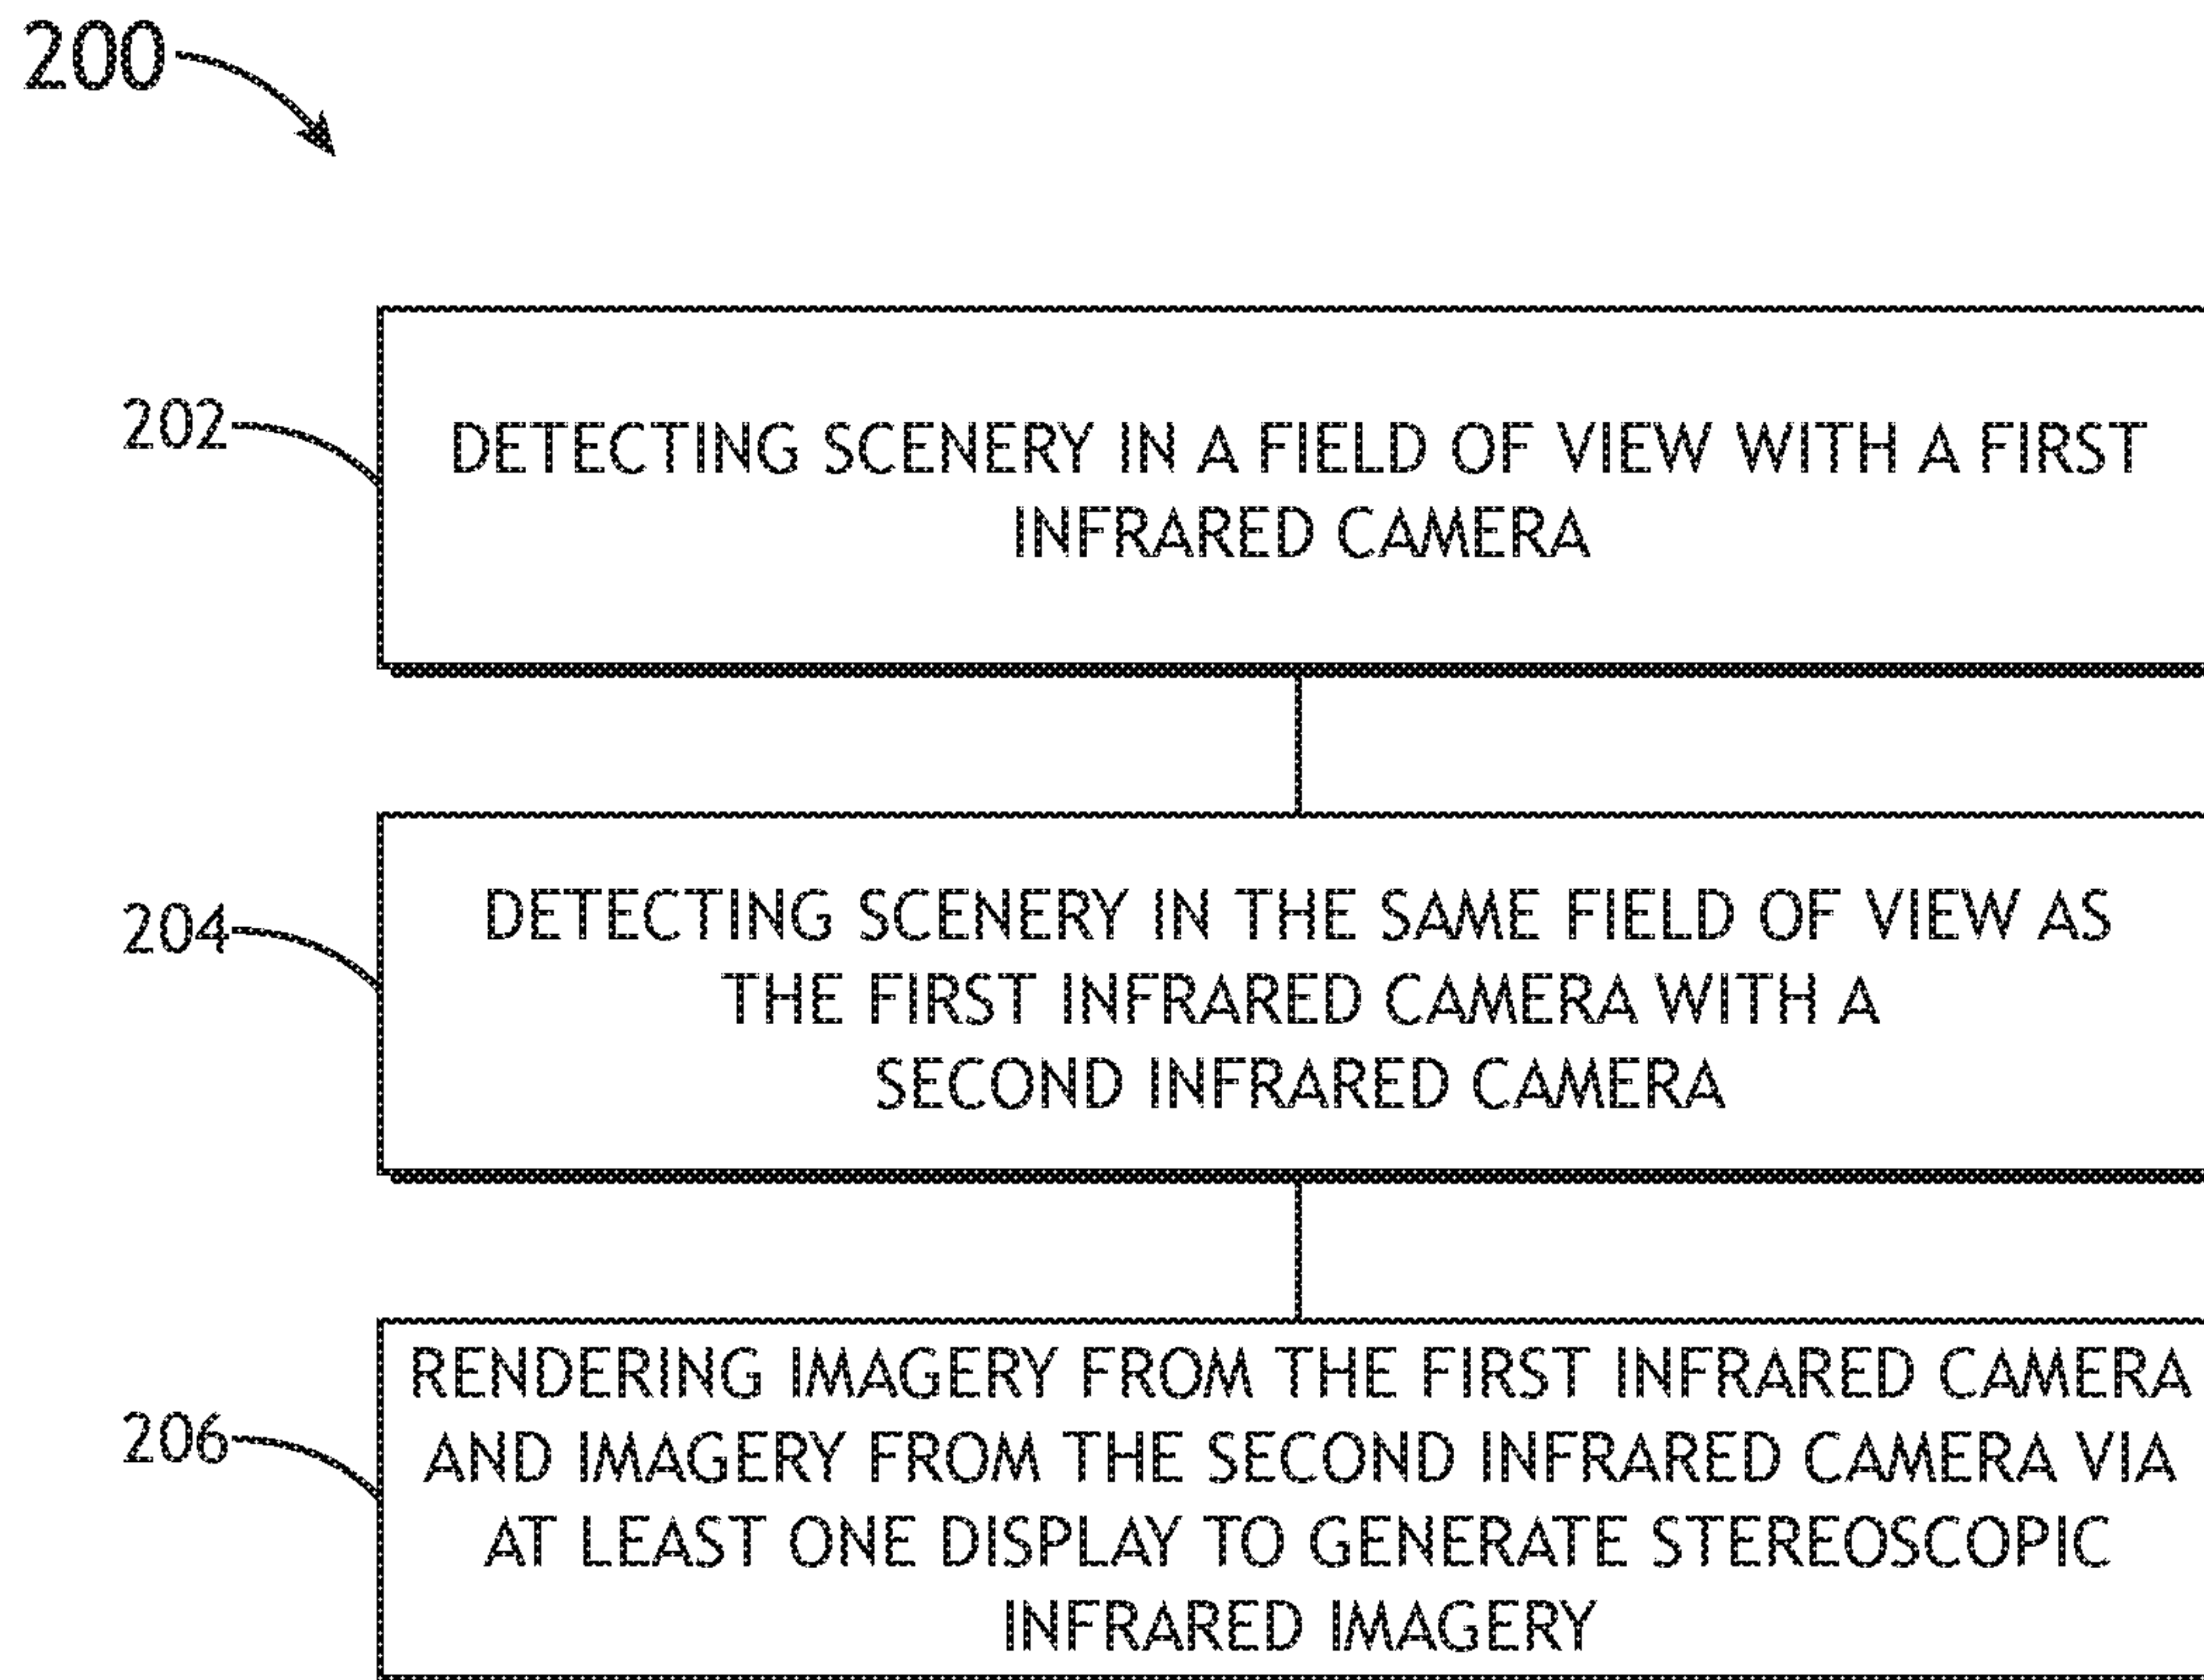 200
202
DETECTING SCENERY IN A FIELD OF VIEW WITH A FIRST
INFRARED CAMERA
204
DETECTING SCENERY IN THE SAME FIELD OF VIEW AS
THE FIRST INFRARED CAMERA WITH A
SECOND INFRARED CAMERA
206
RENDERING IMAGERY FROM THE FIRST INFRARED CAMERA
AND IMAGERY FROM THE SECOND INFRARED CAMERA VIA
AT LEAST ONE DISPLAY TO GENERATE STEREOSCOPIC
INFRARED IMAGERY